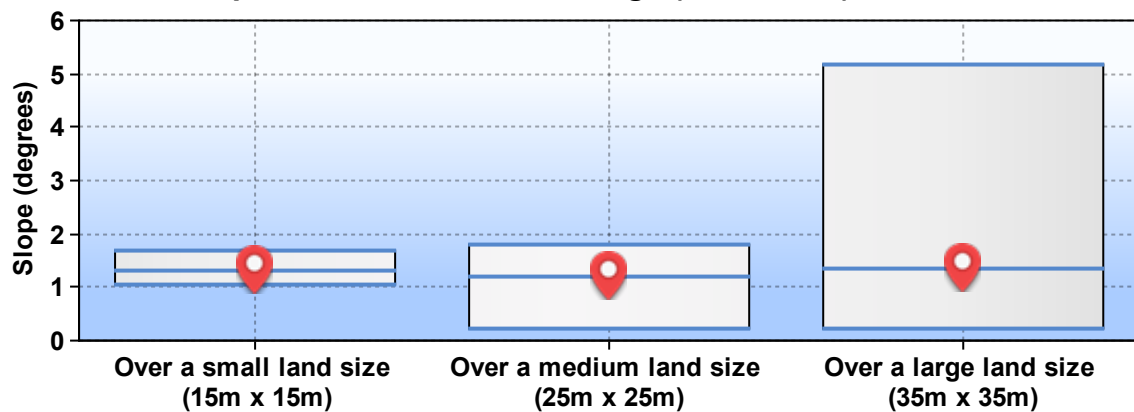 6
5
4
3
2
1
0
Slope (degrees)
Over a small land size
(15m x 15m)
Over a medium land size
(25m x 25m)
Over a large land size
(35m x 35m)